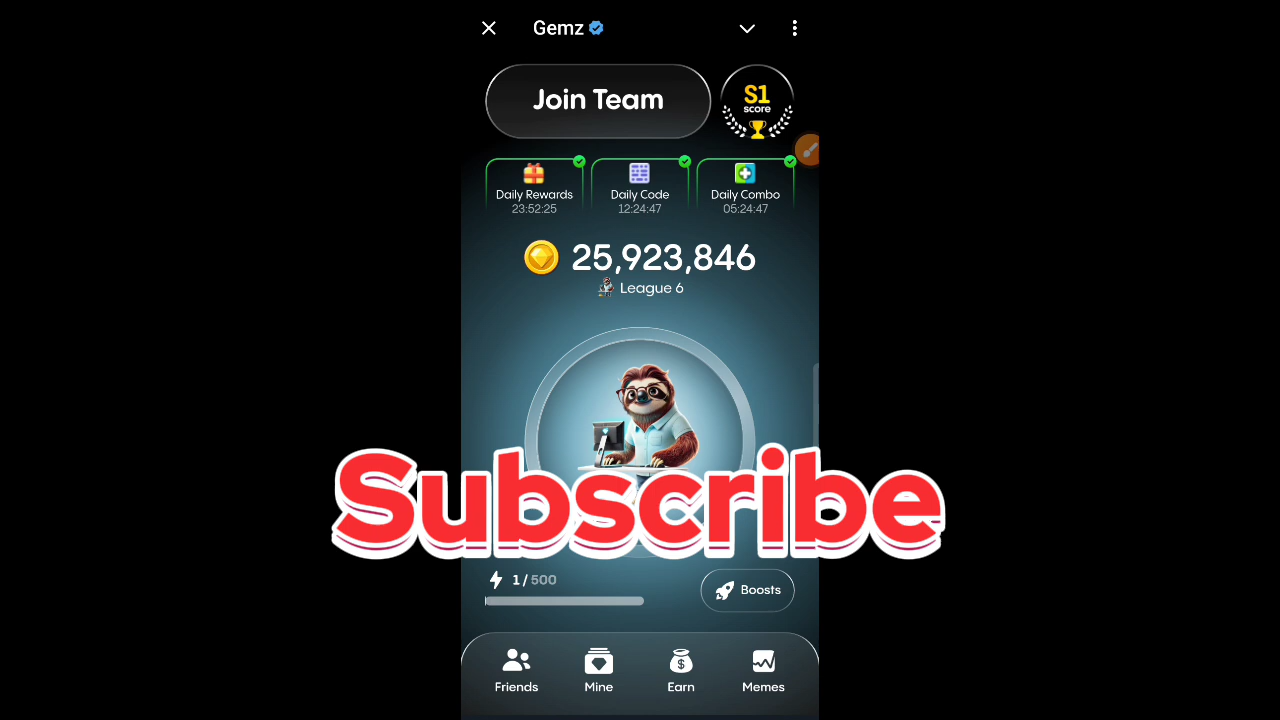 Gemz
Join Team
S1
score
Daily Rewards
23:52:25
Daily Code
12:24:47
Daily Combo
05:24:47
25,923,846
League 6
Subscribe
1 / 500
Boosts
Friends
Mine
Earn
Memes